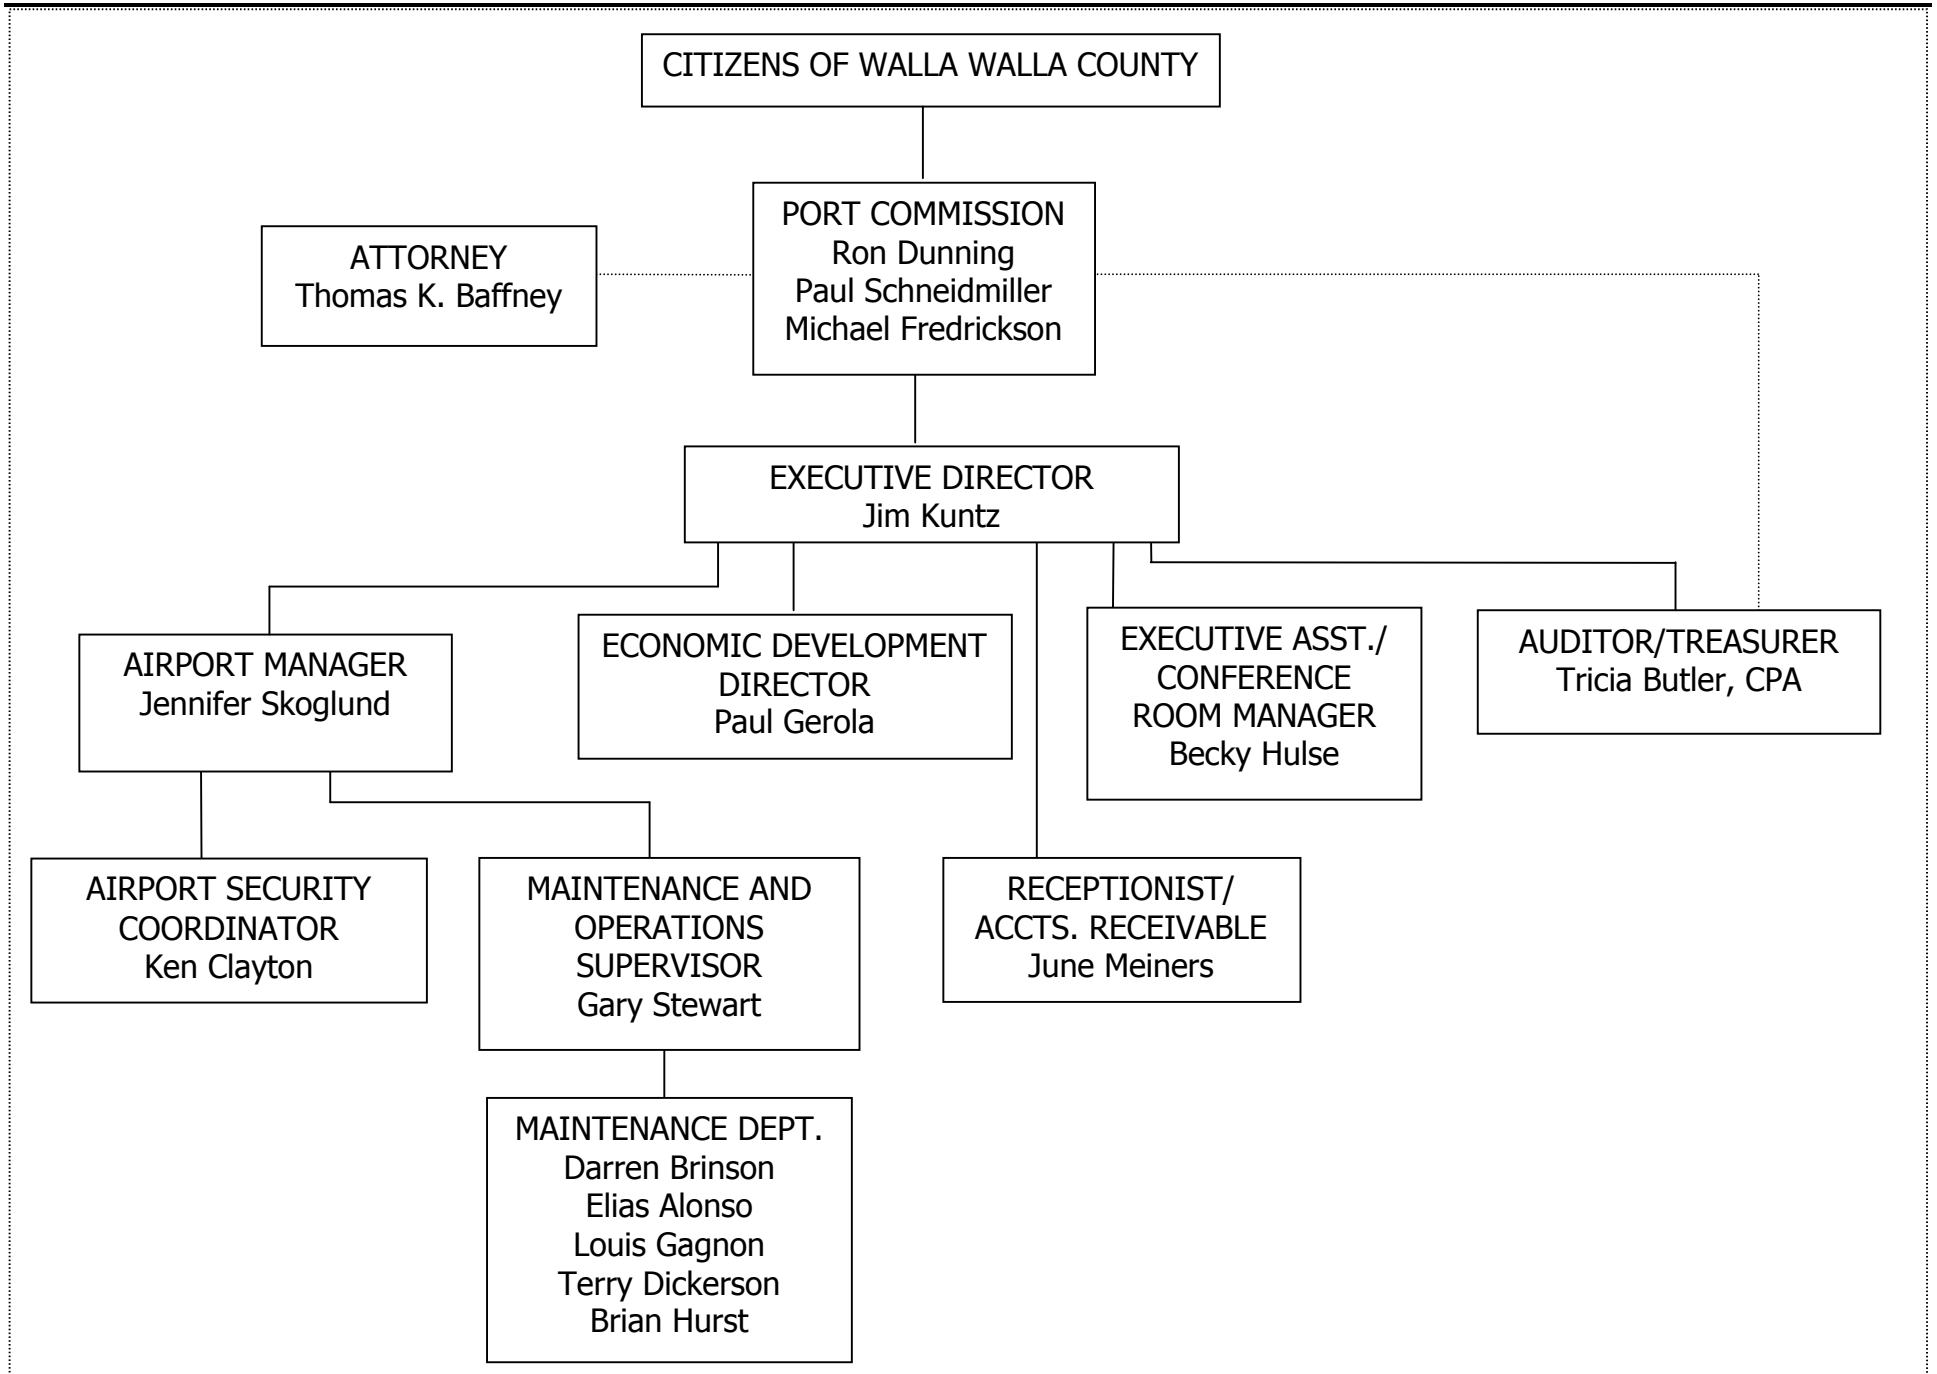 CITIZENS OF WALLA WALLA COUNTY
PORT COMMISSION
Ron Dunning
Paul Schneidmiller
Michael Fredrickson
ATTORNEY
Thomas K. Baffney
EXECUTIVE DIRECTOR
Jim Kuntz
AIRPORT MANAGER
Jennifer Skoglund
ECONOMIC DEVELOPMENT
DIRECTOR
Paul Gerola
EXECUTIVE ASST./
CONFERENCE
ROOM MANAGER
Becky Hulse
AUDITOR/TREASURER
Tricia Butler, CPA
AIRPORT SECURITY
COORDINATOR
Ken Clayton
MAINTENANCE AND
OPERATIONS
SUPERVISOR
Gary Stewart
RECEPTIONIST/
ACCTS. RECEIVABLE
June Meiners
MAINTENANCE DEPT.
Darren Brinson
Elias Alonso
Louis Gagnon
Terry Dickerson
Brian Hurst